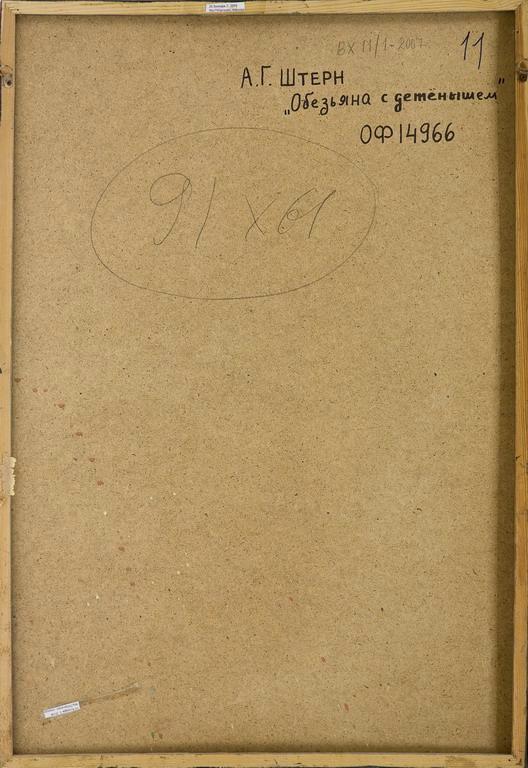 ВХ 11/1-2007
11
А.Г. ШТЕРН
„Обезьяна с детёнышем"
ОФ14966
91 х 61